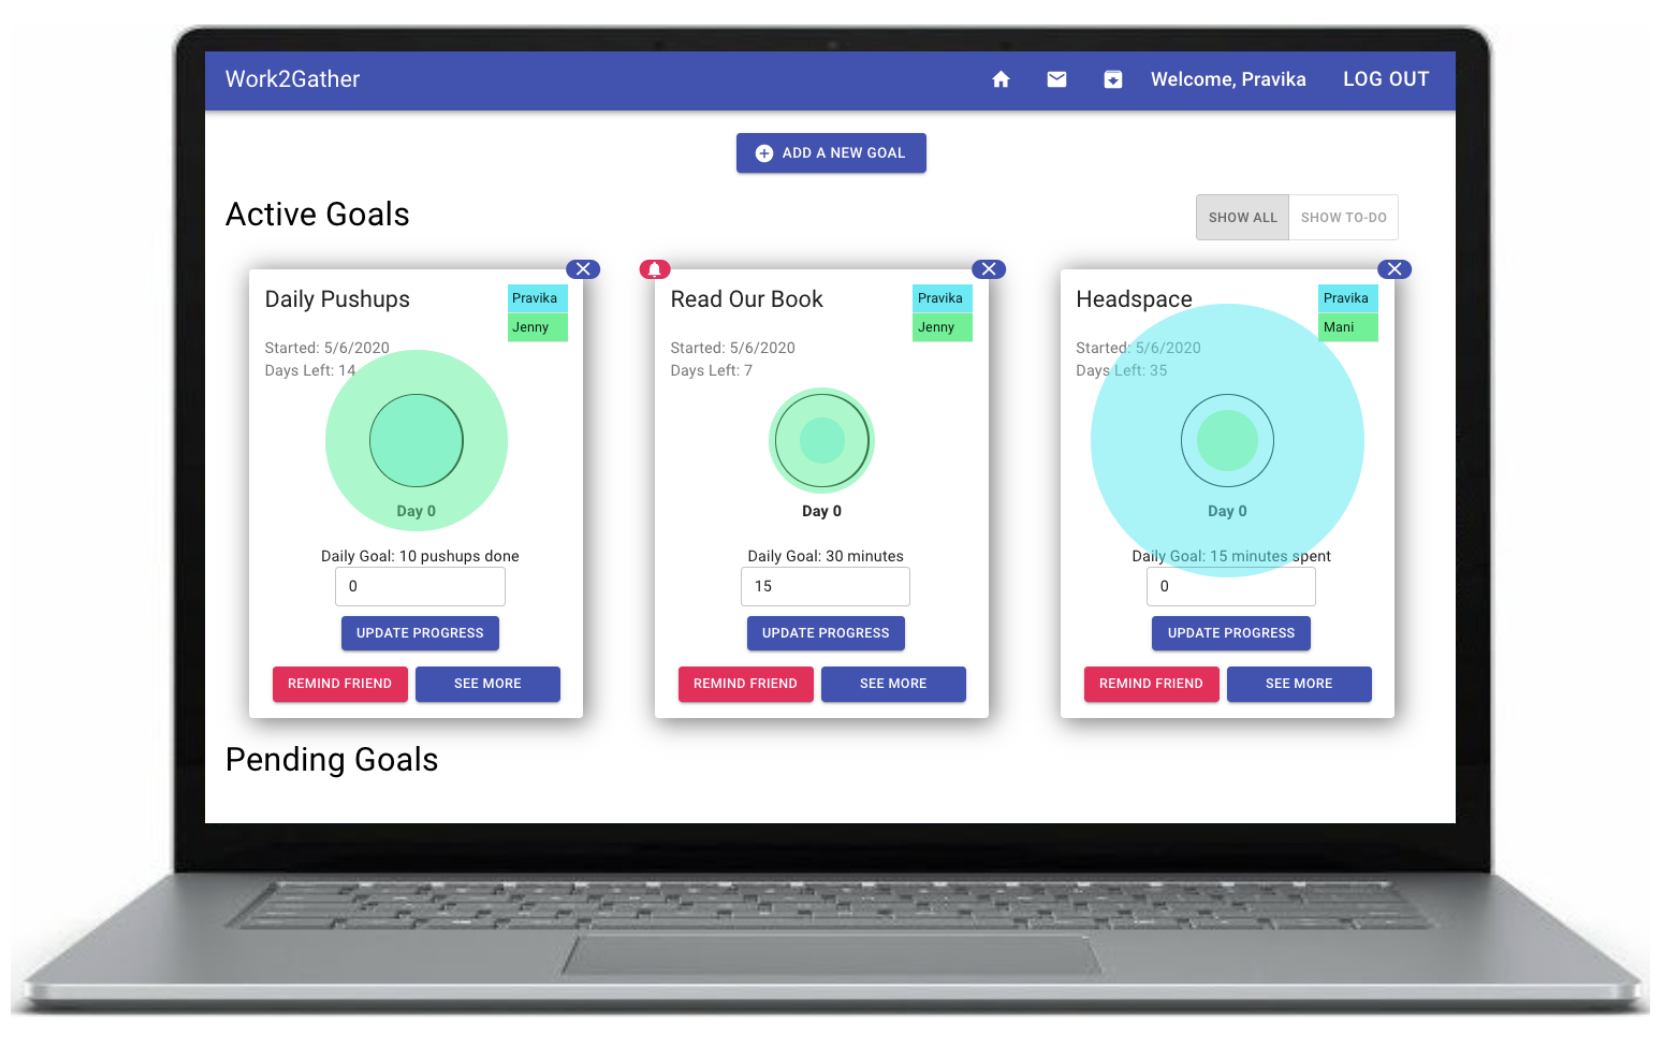 Work2Gather
Welcome, Pravika
LOG OUT
ADD A NEW GOAL
Active Goals
SHOW ALL
SHOW TO-DO
Daily Pushups
Pravika
Jenny
Started: 5/6/2020
Days Left: 14
Day 0
Daily Goal: 10 pushups done
0
UPDATE PROGRESS
REMIND FRIEND
SEE MORE
Read Our Book
Pravika
Jenny
Started: 5/6/2020
Days Left: 7
Day 0
Daily Goal: 30 minutes
15
UPDATE PROGRESS
REMIND FRIEND
SEE MORE
Headspace
Pravika
Mani
Started: 5/6/2020
Days Left: 35
Day 0
Daily Goal: 15 minutes spent
0
UPDATE PROGRESS
REMIND FRIEND
SEE MORE
Pending Goals